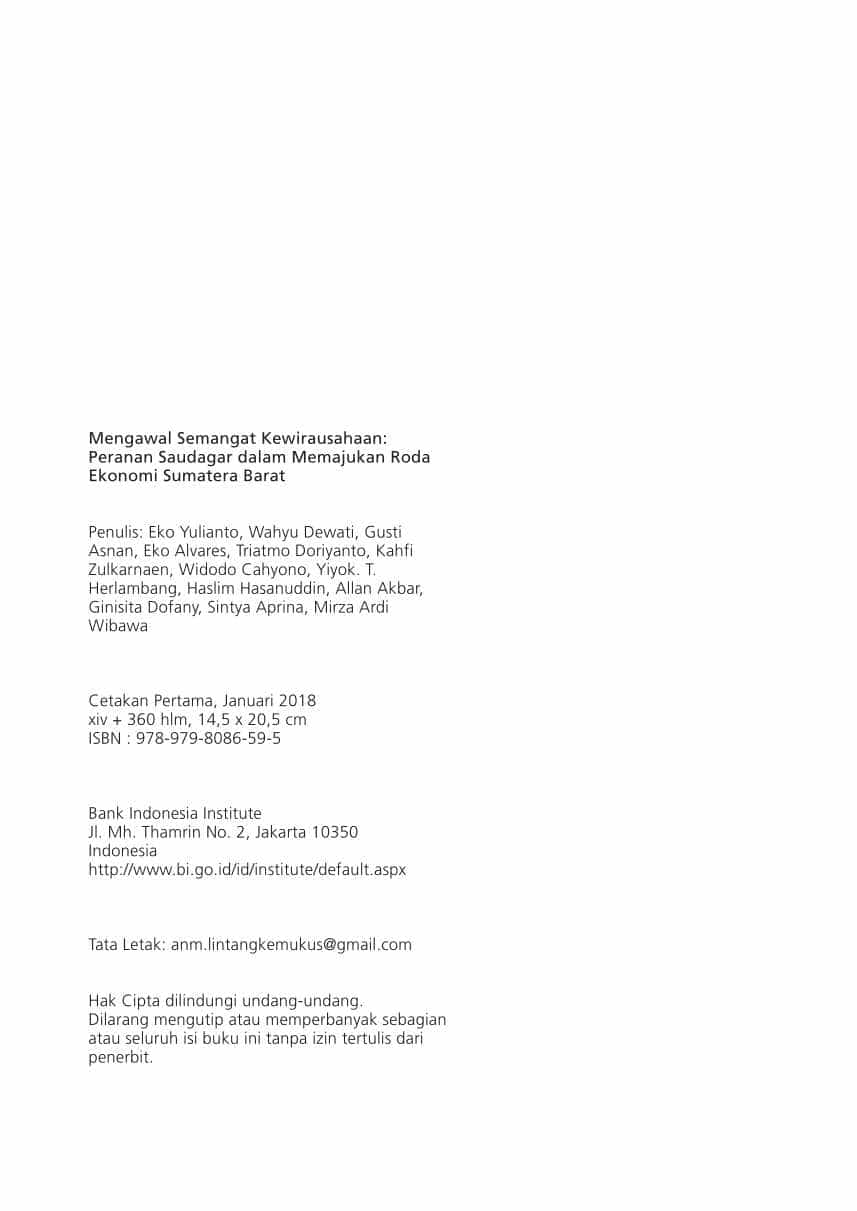 Mengawal Semangat Kewirausahaan:
Peranan Saudagar dalam Memajukan Roda
Ekonomi Sumatera Barat
Penulis: Eko Yulianto, Wahyu Dewati, Gusti
Asnan, Eko Alvares, Triatmo Doriyanto, Kahfi
Zulkarnaen, Widodo Cahyono, Yiyok. T.
Herlambang, Haslim Hasanuddin, Allan Akbar,
Ginisita Dofany, Sintya Aprina, Mirza Ardi
Wibawa
Cetakan Pertama, Januari 2018
xiv + 360 hlm, 14,5 x 20,5 cm
ISBN : 978-979-8086-59-5
Bank Indonesia Institute
Jl. Mh. Thamrin No. 2, Jakarta 10350
Indonesia
http://www.bi.go.id/id/institute/default.aspx
Tata Letak: anm.lintangkemukus@gmail.com
Hak Cipta dilindungi undang-undang.
Dilarang mengutip atau memperbanyak sebagian
atau seluruh isi buku ini tanpa izin tertulis dari
penerbit.